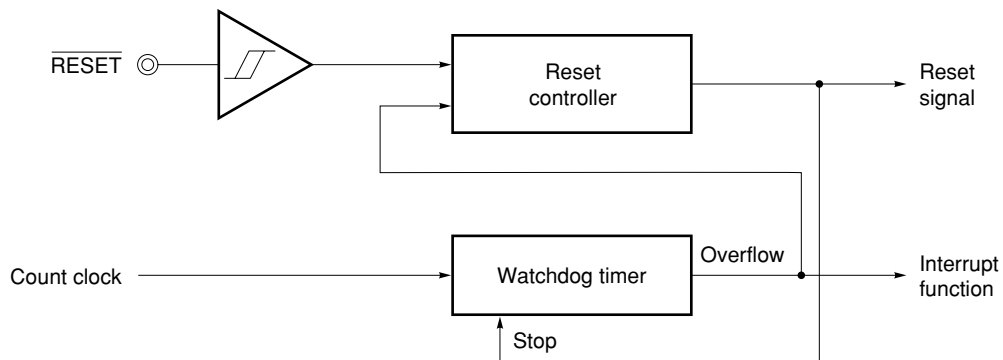 RESET
Reset
controller
Reset
signal
Count clock
Watchdog timer
Overflow
Interrupt
function
Stop